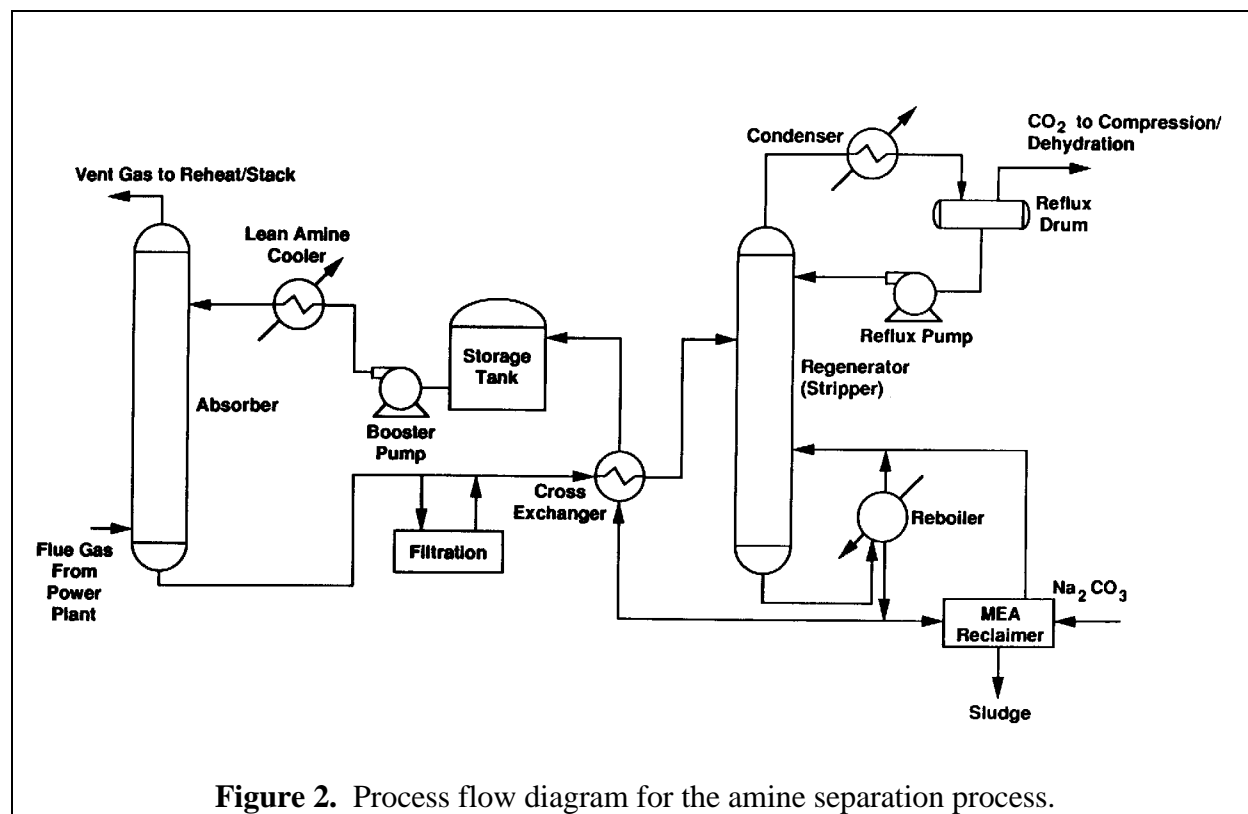 Condenser
CO2 to Compression/
Dehydration
Vent Gas to Reheat/Stack
Reflux
Drum
Lean Amine
Cooler
Reflux Pump
Storage
Tank
Regenerator
(Stripper)
Absorber
Booster
Pump
Cross
Exchanger
Reboiler
Filtration
Flue Gas
From
Power
Plant
Na2CO3
MEA
Reclaimer
Sludge
Figure 2. Process flow diagram for the amine separation process.